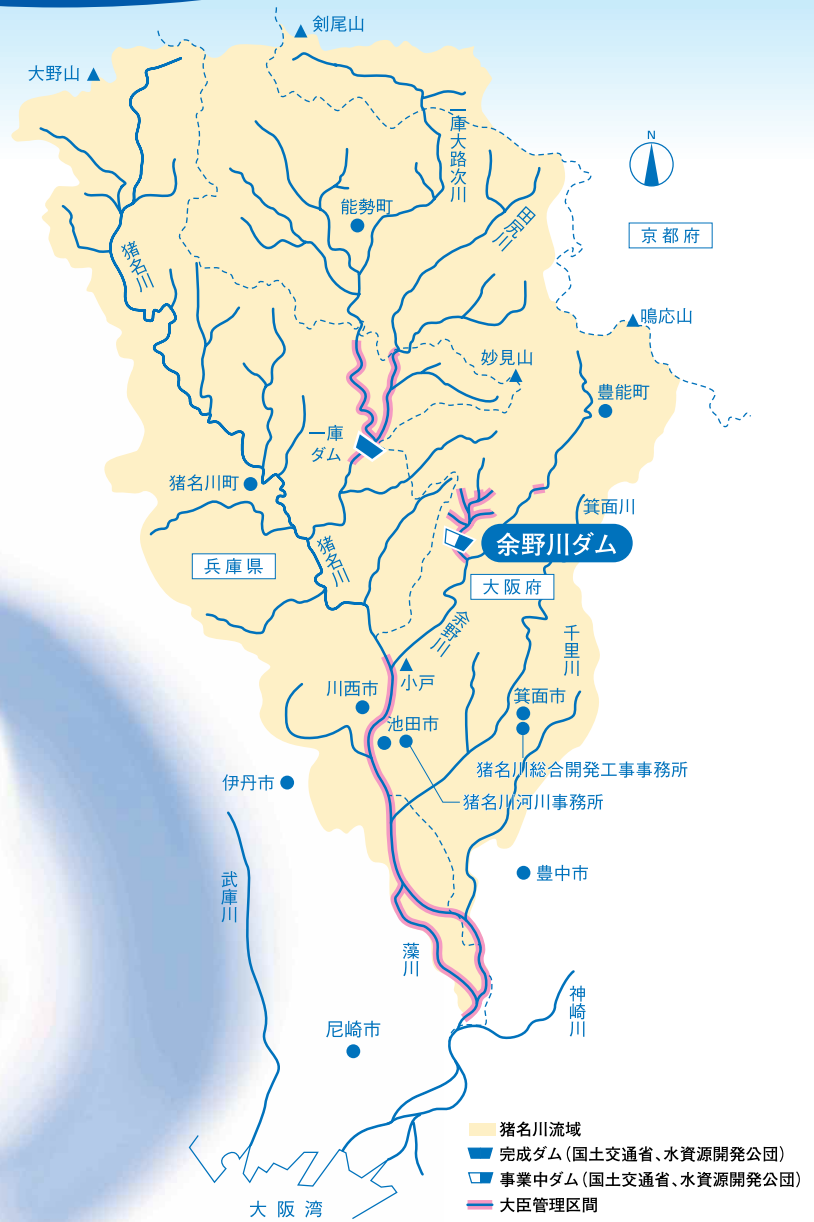 剣尾山
大野山
一庫大路次川
N
能勢町
田尻川
京都府
猪名川
鳴応山
妙見山
豊能町
一庫
ダム
猪名川町
箕面川
余野川ダム
猪名川
兵庫県
大阪府
余野川
千里川
小戸
川西市
箕面市
池田市
猪名川総合開発工事事務所
伊丹市
猪名川河川事務所
武庫川
豊中市
藻川
神崎川
尼崎市
猪名川流域
完成ダム(国土交通省、水資源開発公団)
事業中ダム(国土交通省、水資源開発公団)
大臣管理区間
大阪湾